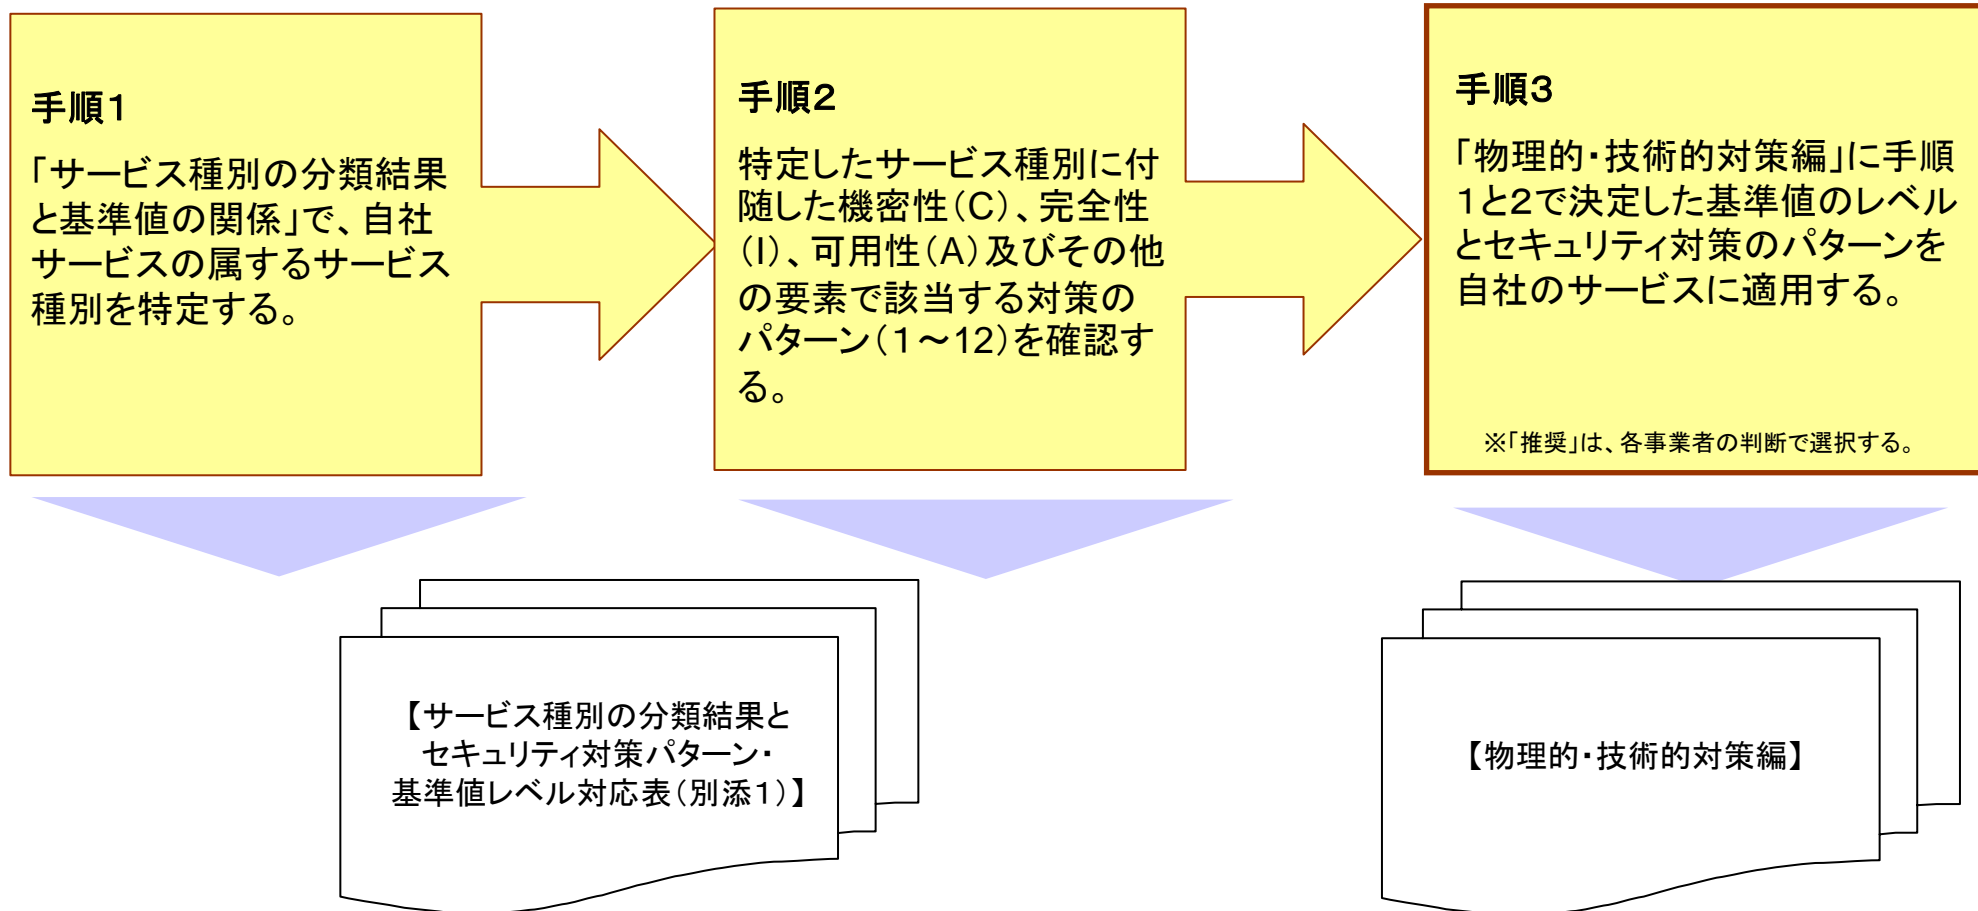 手順1
「サービス種別の分類結果
と基準値の関係」で、自社
サービスの属するサービス
種別を特定する。
手順2
特定したサービス種別に付
随した機密性(C)、完全性
(I)、可用性(A)及びその他
の要素で該当する対策の
パターン(1～12)を確認す
る。
手順3
「物理的・技術的対策編」に手順
1と2で決定した基準値のレベル
とセキュリティ対策のパターンを
自社のサービスに適用する。
※「推奨」は、各事業者の判断で選択する。
【サービス種別の分類結果と
セキュリティ対策パターン・
基準値レベル対応表(別添1)】
【物理的・技術的対策編】